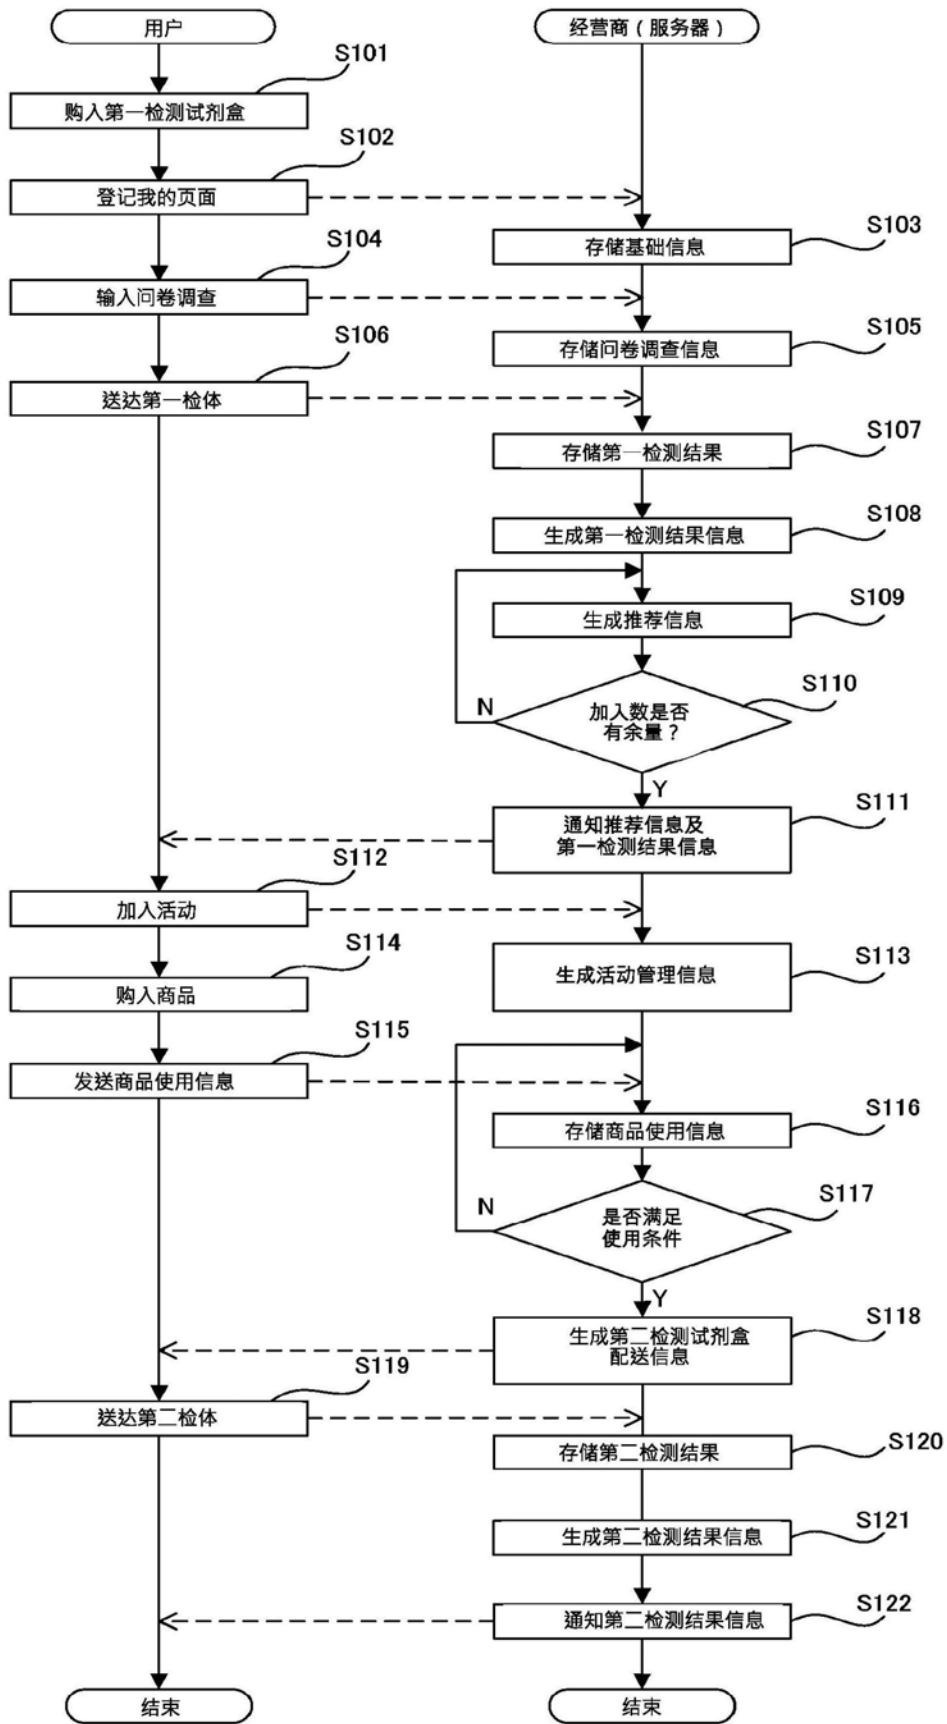 用户
经营商（服务器）
S101
购入第一检测试剂盒
S102
登记我的页面
S103
存储基础信息
S104
输入问卷调查
S105
存储问卷调查信息
S106
送达第一检体
S107
存储第一检测结果
S108
生成第一检测结果信息
S109
生成推荐信息
S110
N
加入数是否
有余量？
Y
S111
通知推荐信息及
第一检测结果信息
S112
加入活动
S113
生成活动管理信息
S114
购入商品
S115
发送商品使用信息
S116
存储商品使用信息
S117
N
是否满足
使用条件
Y
S118
生成第二检测试剂盒
配送信息
S119
送达第二检体
S120
存储第二检测结果
S121
生成第二检测结果信息
S122
通知第二检测结果信息
结束
结束